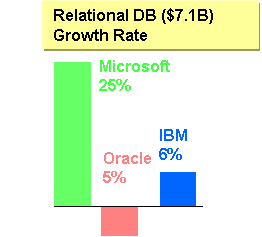 Relational DB ($7.1B)
Growth Rate
Microsoft
25%
Oracle
5%
IBM
6%